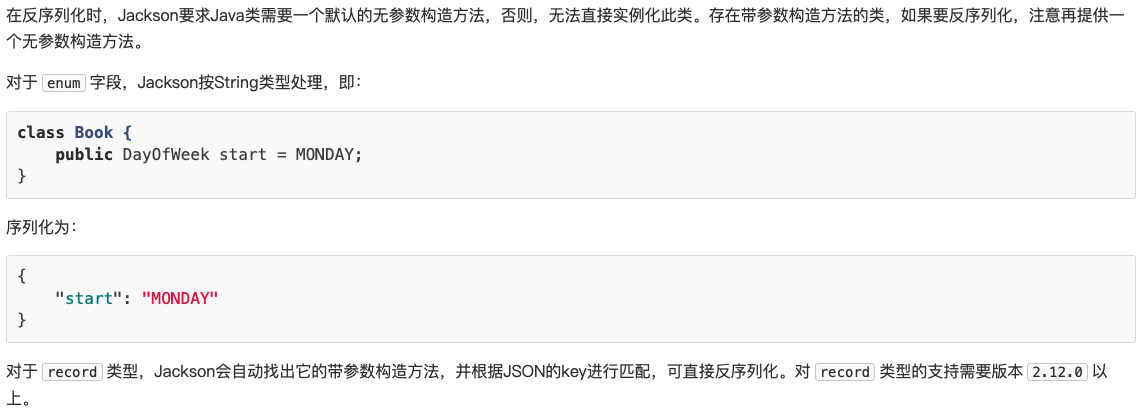 在反序列化时，Jackson要求Java类需要一个默认的无参数构造方法，否则，无法直接实例化此类。存在带参数构造方法的类，如果要反序列化，注意再提供一
个无参数构造方法。
对于 enum 字段，Jackson按String类型处理，即：
class Book {
    public DayOfWeek start = MONDAY;
}
序列化为：
{
    "start": "MONDAY"
}
对于 record 类型，Jackson会自动找出它的带参数构造方法，并根据JSON的key进行匹配，可直接反序列化。对 record 类型的支持需要版本 2.12.0 以
上。